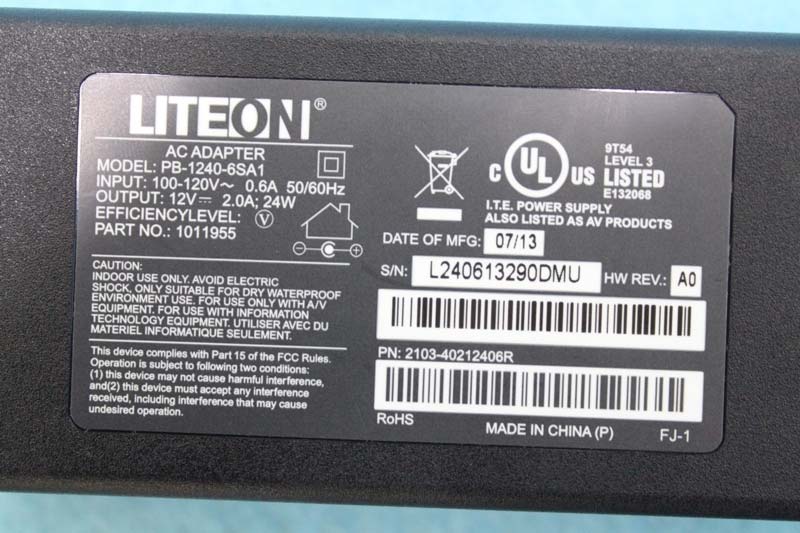 LITEON®
AC ADAPTER
MODEL: PB-1240-6SA1
INPUT: 100-120V~ 0.6A 50/60Hz
OUTPUT: 12V⎓ 2.0A; 24W
EFFICIENCYLEVEL: V
PART NO.: 1011955
CAUTION:
INDOOR USE ONLY. AVOID ELECTRIC
SHOCK, ONLY SUITABLE FOR DRY WATERPROOF
ENVIRONMENT USE. FOR USE ONLY WITH A/V
EQUIPMENT. FOR USE WITH INFORMATION
TECHNOLOGY EQUIPMENT. UTILISER AVEC DU
MATERIEL INFORMATIQUE SEULEMENT.
This device complies with Part 15 of the FCC Rules.
Operation is subject to following two conditions:
(1) this device may not cause harmful interference,
and(2) this device must accept any interference
received, including interference that may cause
undesired operation.
C UL US LISTED
9T54
LEVEL 3
E132068
I.T.E. POWER SUPPLY
ALSO LISTED AS AV PRODUCTS
DATE OF MFG: 07/13
S/N: L240613290DMU HW REV.: A0
PN: 2103-40212406R
RoHS
MADE IN CHINA (P)
FJ-1